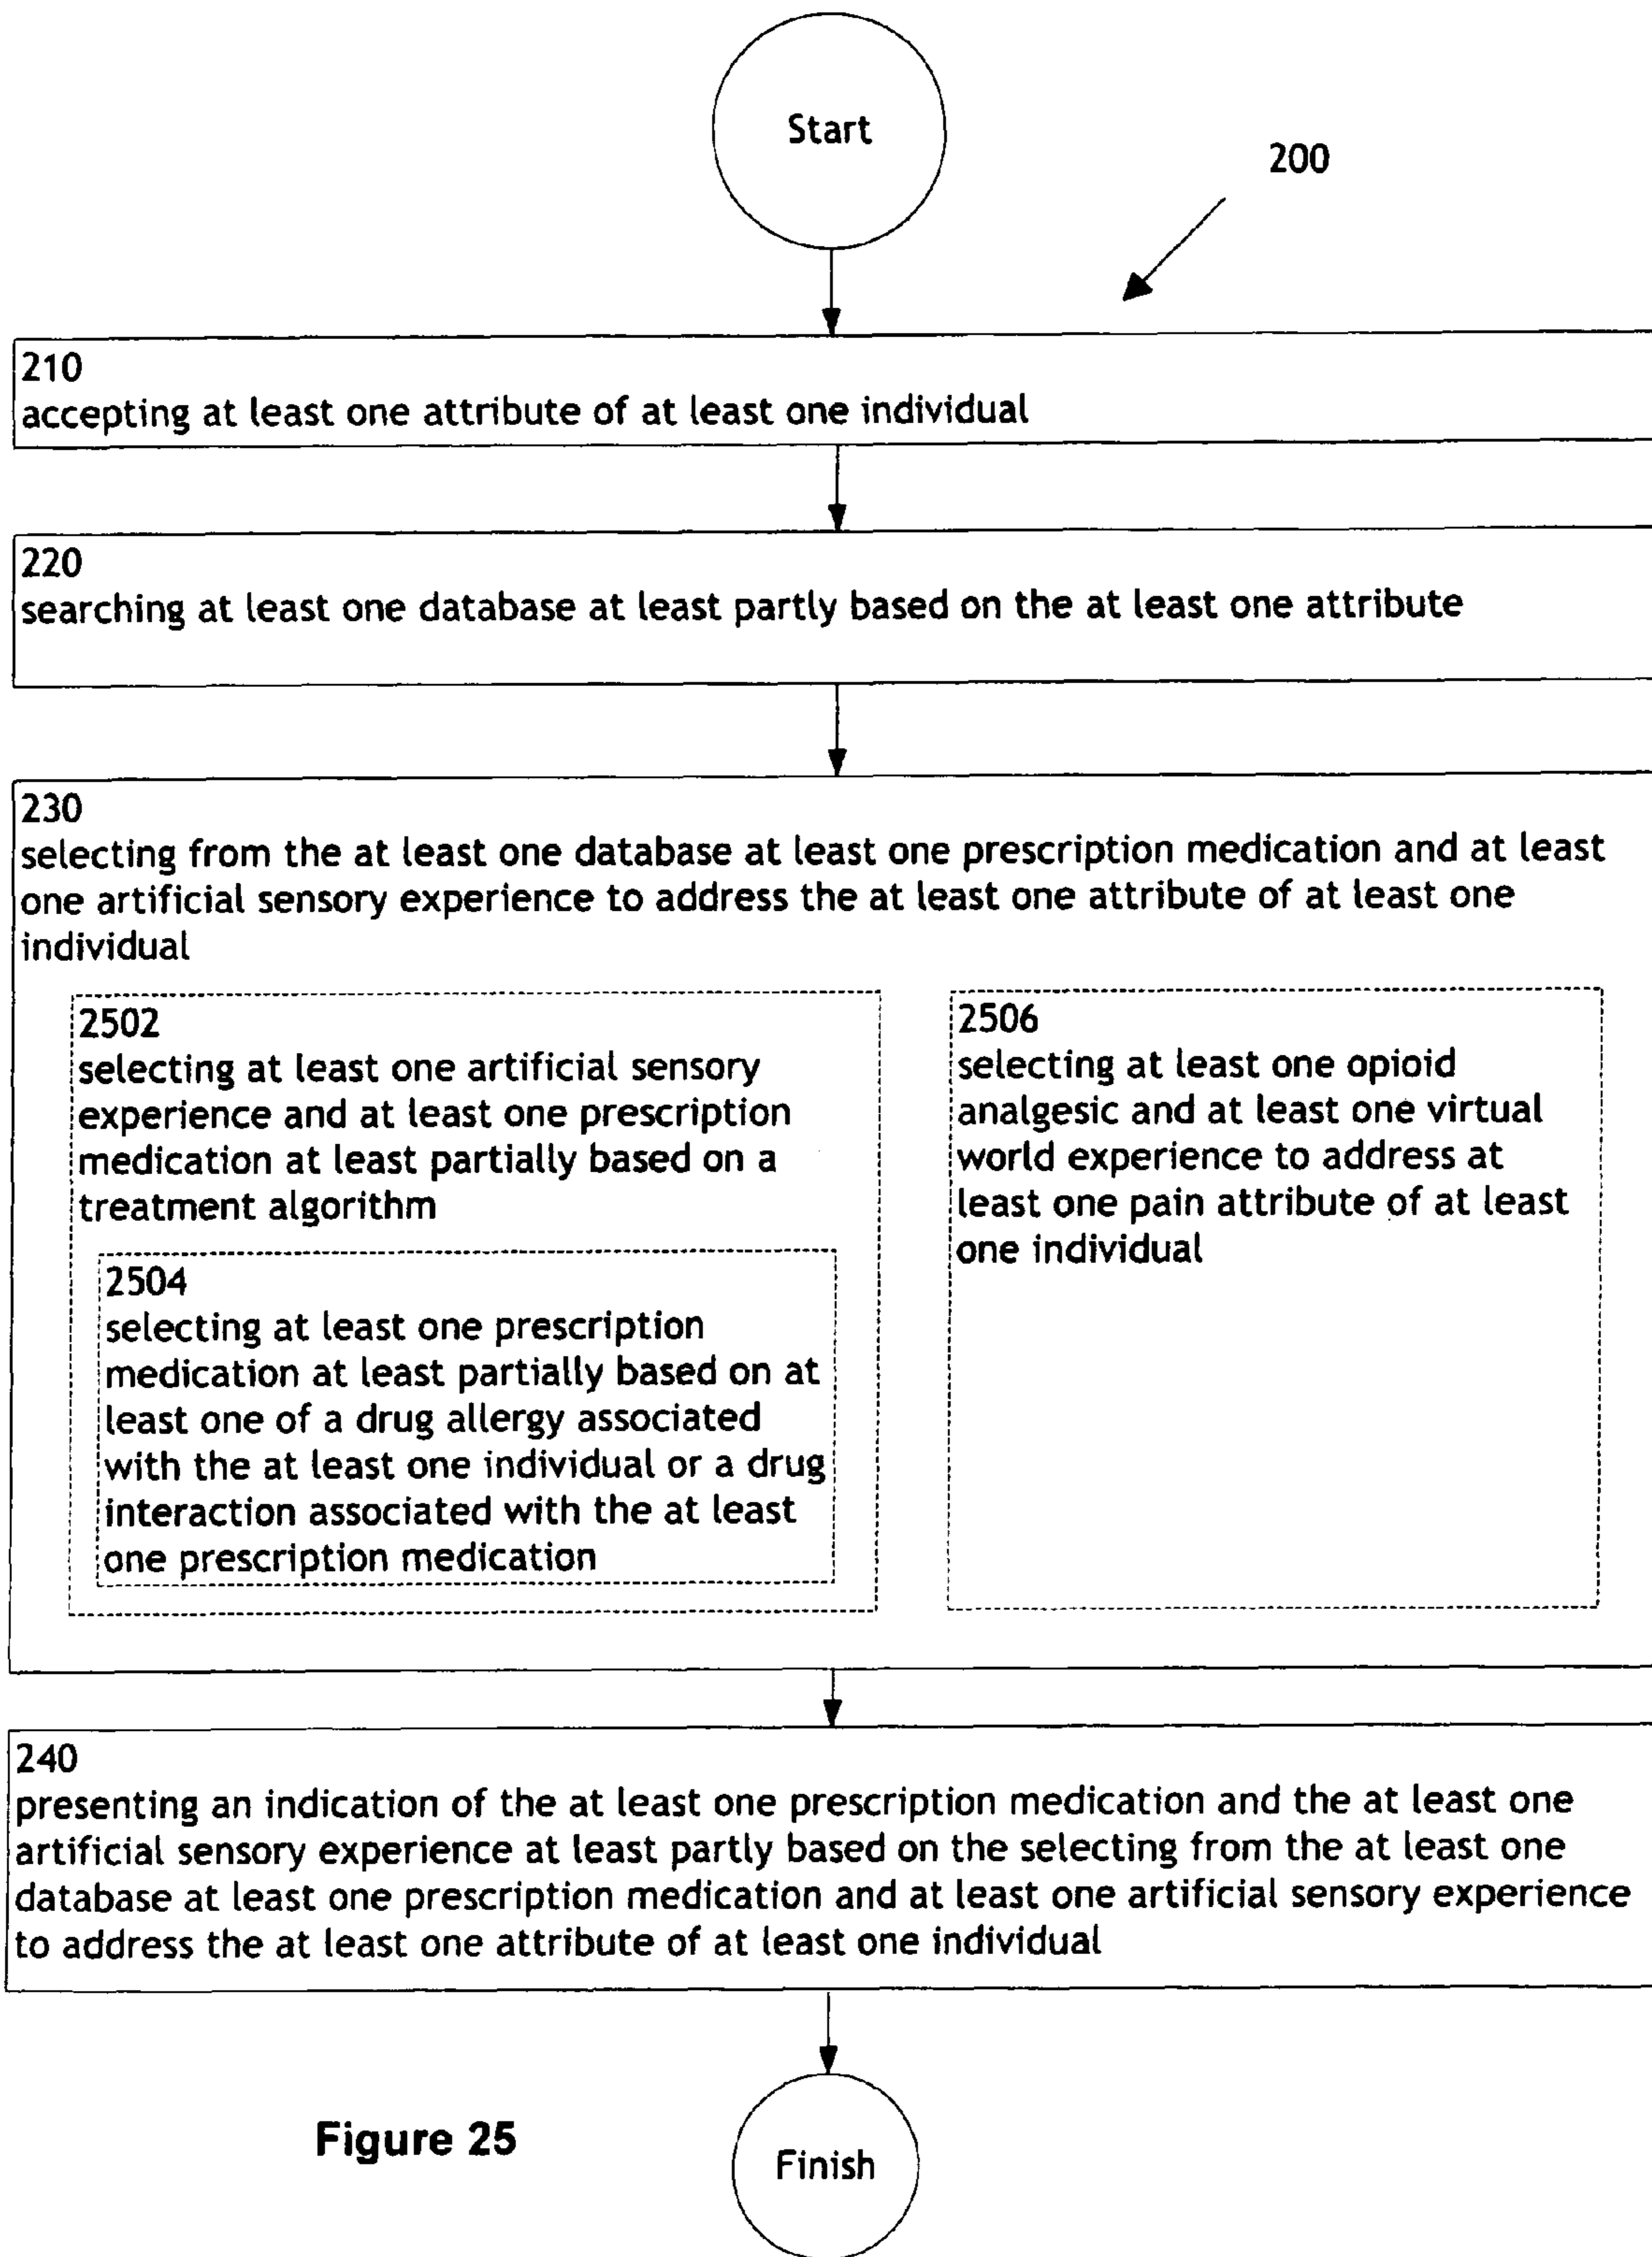 Start
200
210
accepting at least one attribute of at least one individual
220
searching at least one database at least partly based on the at least one attribute
230
selecting from the at least one database at least one prescription medication and at least
one artificial sensory experience to address the at least one attribute of at least one
individual
2502
selecting at least one artificial sensory
experience and at least one prescription
medication at least partially based on a
treatment algorithm
2504
selecting at least one prescription
medication at least partially based on at
least one of a drug allergy associated
with the at least one individual or a drug
interaction associated with the at least
one prescription medication
2506
selecting at least one opioid
analgesic and at least one virtual
world experience to address at
least one pain attribute of at least
one individual
240
presenting an indication of the at least one prescription medication and the at least one
artificial sensory experience at least partly based on the selecting from the at least one
database at least one prescription medication and at least one artificial sensory experience
to address the at least one attribute of at least one individual
Figure 25
Finish